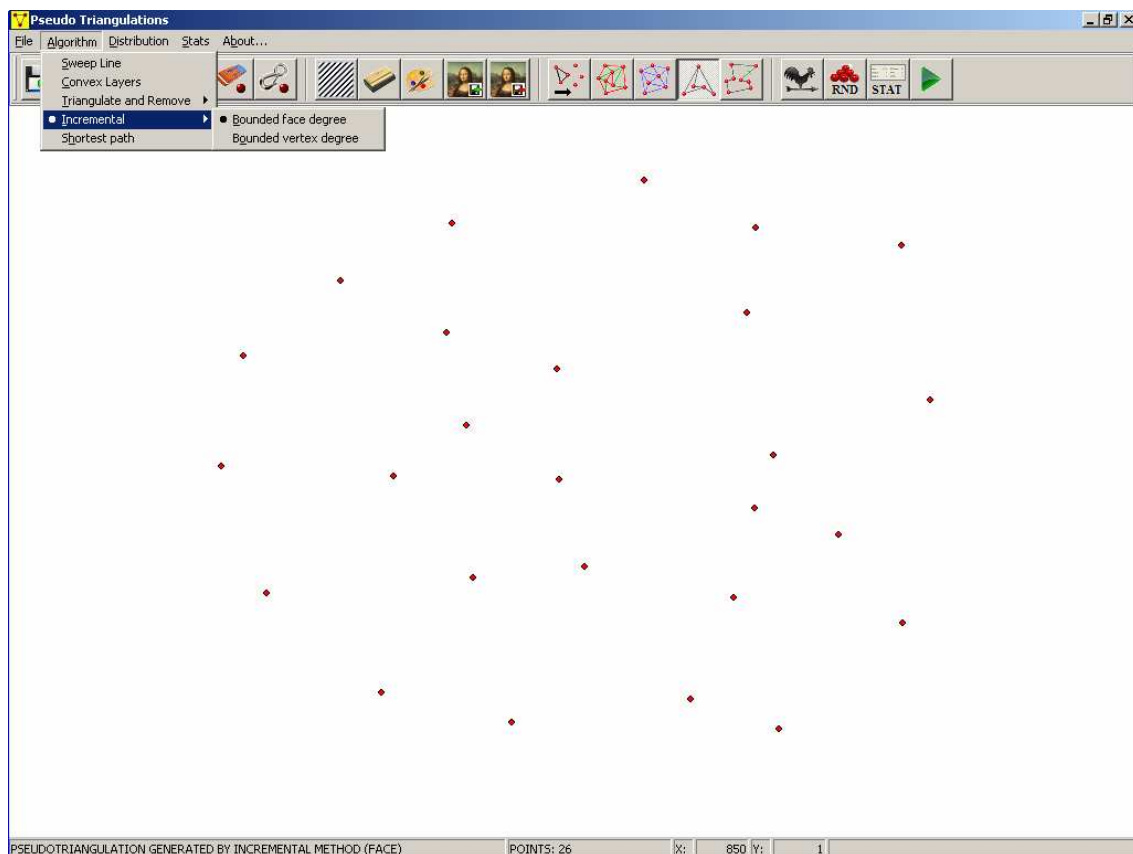 Pseudo Triangulations
File Algorithm Distribution Stats About...
RND STAT
Sweep Line
Convex Layers
Triangulate and Remove
Incremental
Shortest path
Bounded face degree
Bounded vertex degree
PSEUDOTRIANGULATION GENERATED BY INCREMENTAL METHOD (FACE) POINTS: 26 X: 850 Y: 1